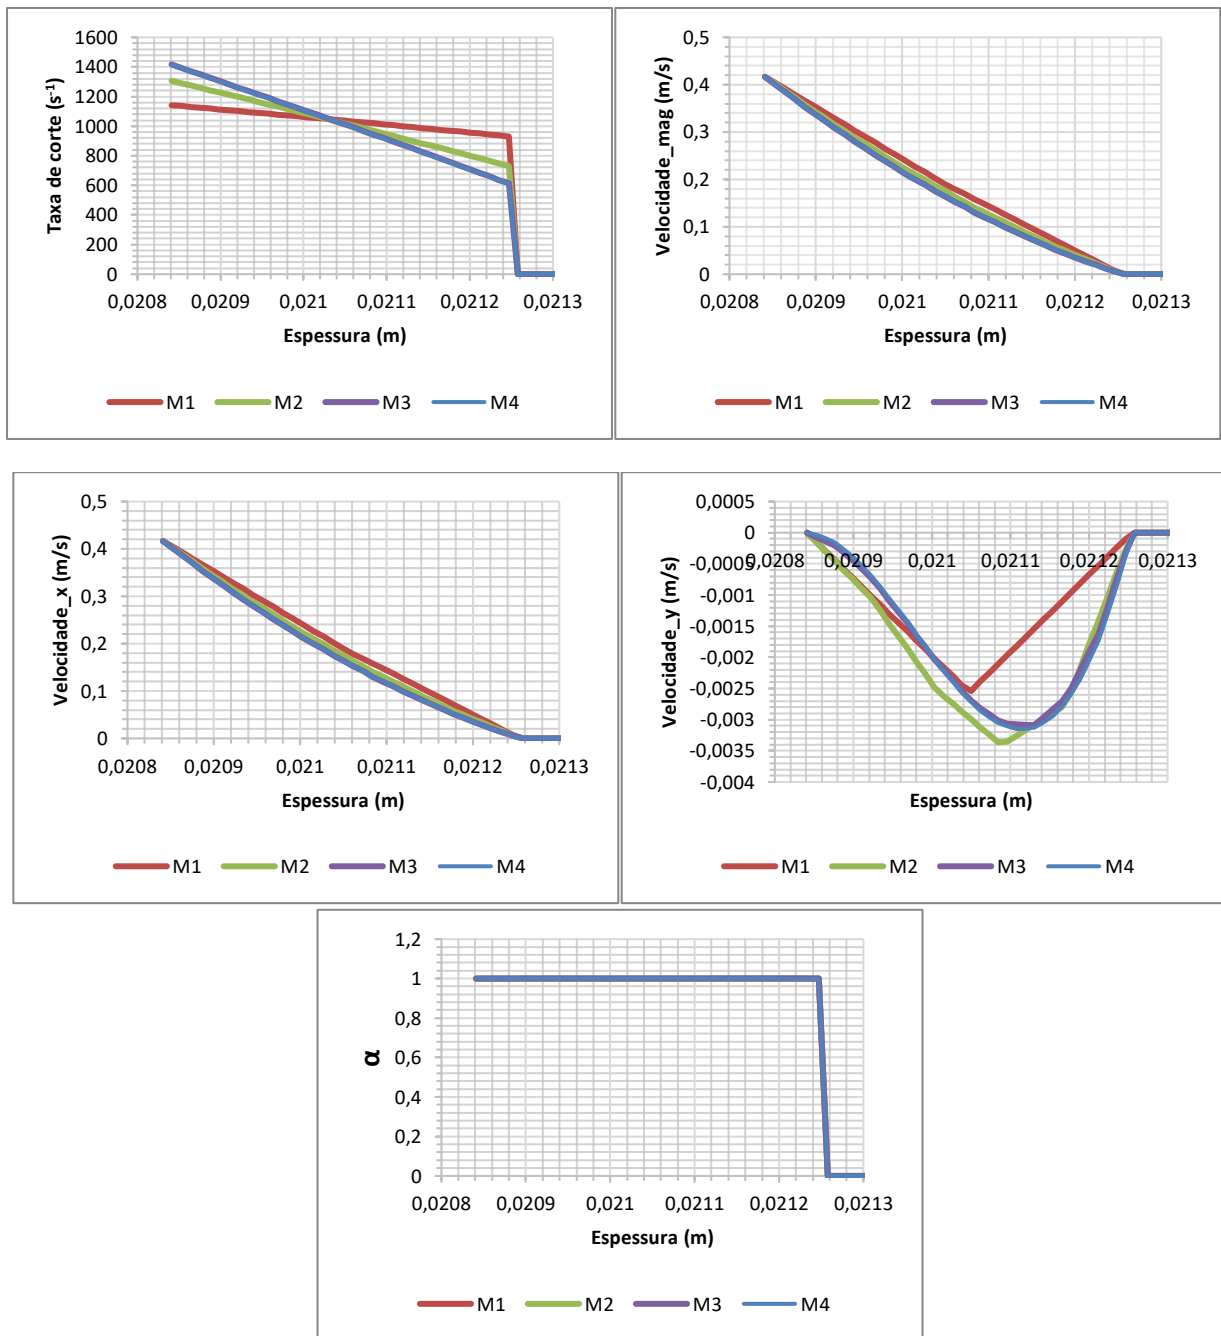 1600
1400
1200
1000
800
600
400
200
0
Taxa de corte (s⁻¹)
0,0208 0,0209 0,021 0,0211 0,0212 0,0213
Espessura (m)
M1 M2 M3 M4
0,5
0,4
0,3
0,2
0,1
0
Velocidade_mag (m/s)
0,0208 0,0209 0,021 0,0211 0,0212 0,0213
Espessura (m)
M1 M2 M3 M4
0,5
0,4
0,3
0,2
0,1
0
Velocidade_x (m/s)
0,0208 0,0209 0,021 0,0211 0,0212 0,0213
Espessura (m)
M1 M2 M3 M4
0,0005
0
-0,0005
-0,001
-0,0015
-0,002
-0,0025
-0,003
-0,0035
-0,004
Velocidade_y (m/s)
0,0208 0,0209 0,021 0,0211 0,0212 0,0213
Espessura (m)
M1 M2 M3 M4
1,2
1
0,8
0,6
0,4
0,2
0
α
0,0208 0,0209 0,021 0,0211 0,0212 0,0213
Espessura (m)
M1 M2 M3 M4